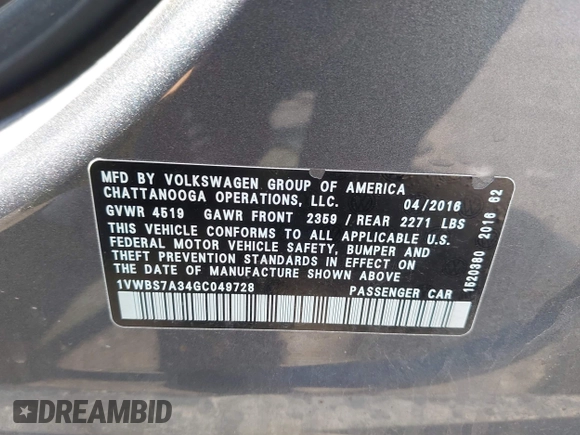 MFD BY VOLKSWAGEN GROUP OF AMERICA
CHATTANOOGA OPERATIONS, LLC. 04/2016
GVWR 4519 GAWR FRONT 2359 / REAR 2271 LBS
THIS VEHICLE CONFORMS TO ALL APPLICABLE U.S.
FEDERAL MOTOR VEHICLE SAFETY, BUMPER AND
THEFT PREVENTION STANDARDS IN EFFECT ON
THE DATE OF MANUFACTURE SHOWN ABOVE
1VWBS7A34GC049728 PASSENGER CAR
1620380 2016 62
DREAMBID